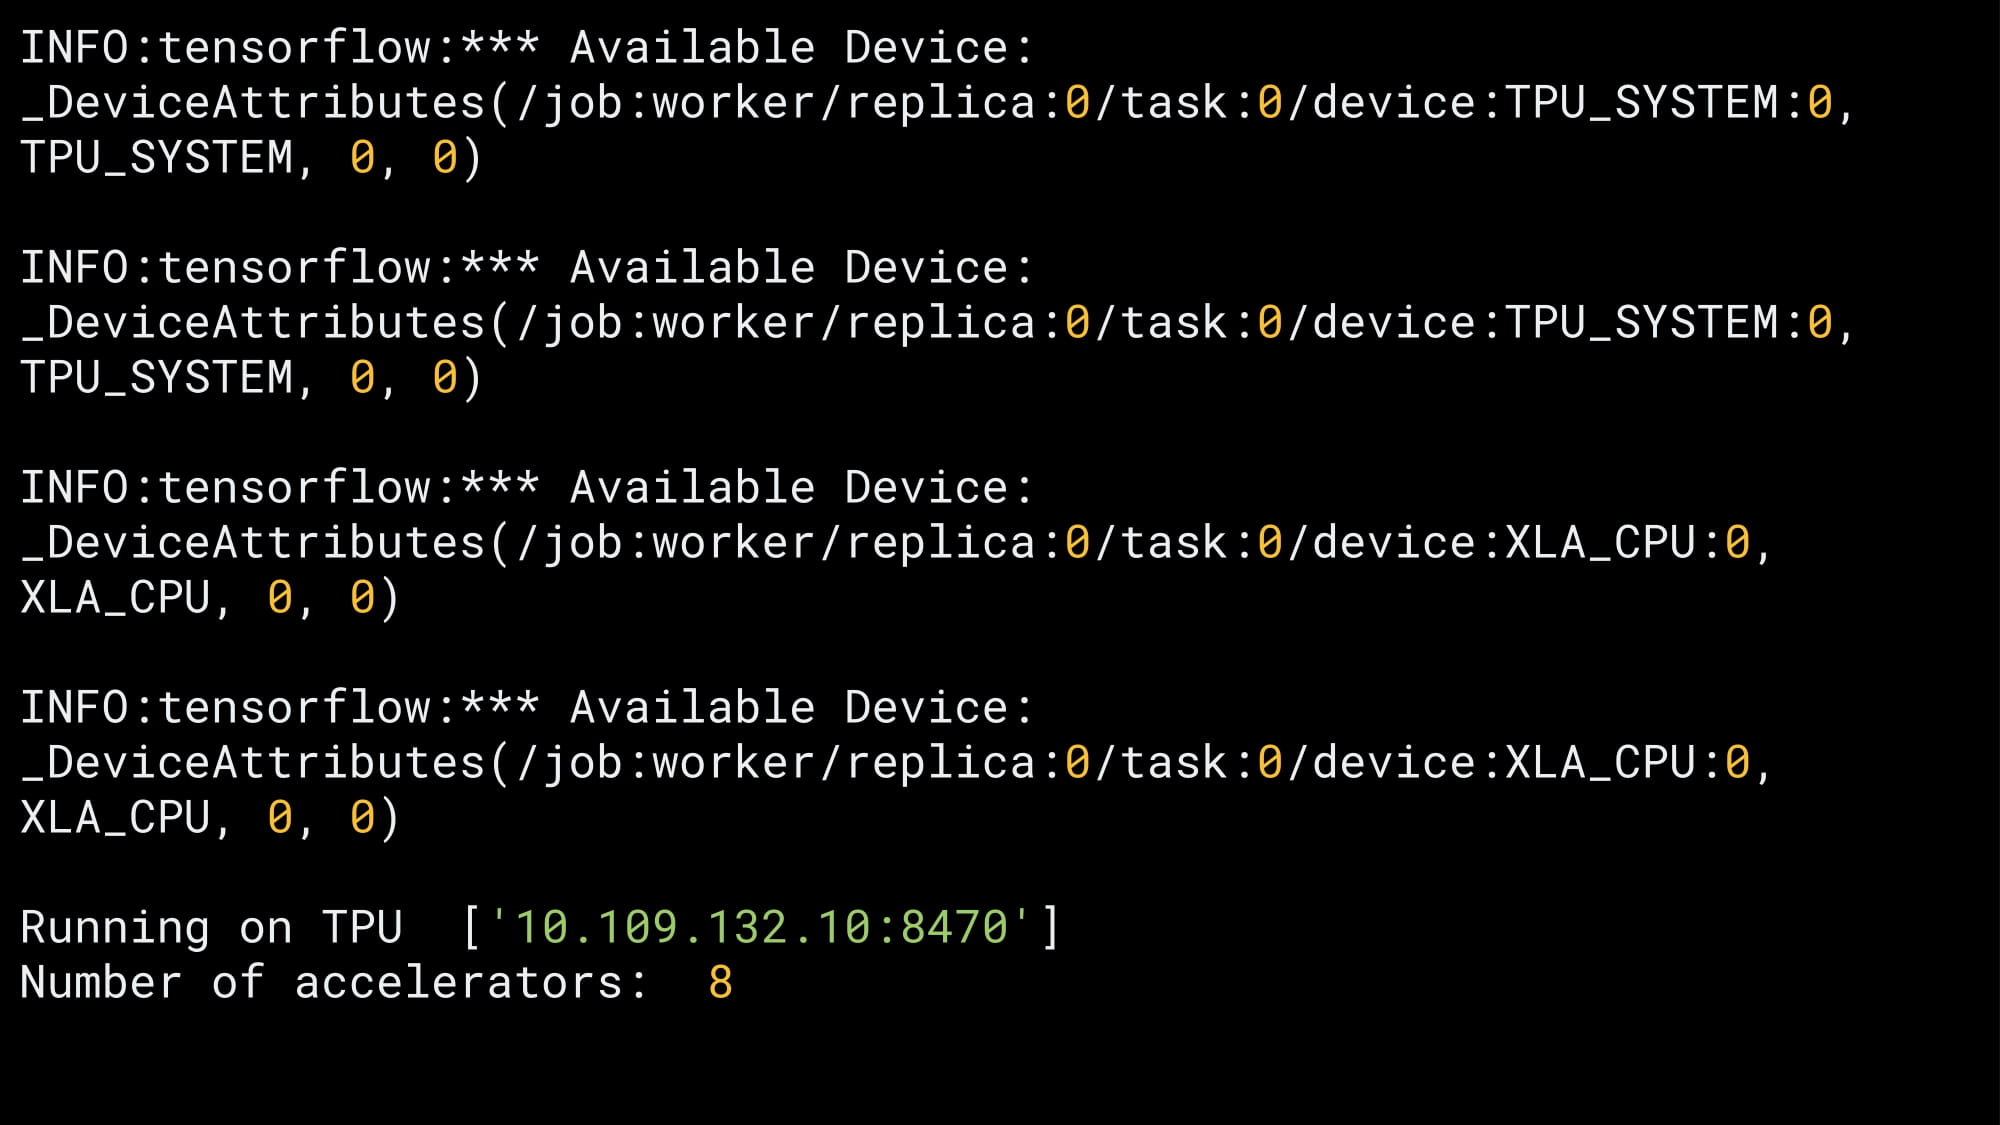 INFO:tensorflow:*** Available Device:
_DeviceAttributes(/job:worker/replica:0/task:0/device:TPU_SYSTEM:0,
TPU_SYSTEM, 0, 0)
INFO:tensorflow:*** Available Device:
_DeviceAttributes(/job:worker/replica:0/task:0/device:TPU_SYSTEM:0,
TPU_SYSTEM, 0, 0)
INFO:tensorflow:*** Available Device:
_DeviceAttributes(/job:worker/replica:0/task:0/device:XLA_CPU:0,
XLA_CPU, 0, 0)
INFO:tensorflow:*** Available Device:
_DeviceAttributes(/job:worker/replica:0/task:0/device:XLA_CPU:0,
XLA_CPU, 0, 0)
Running on TPU  ['10.109.132.10:8470']
Number of accelerators:  8